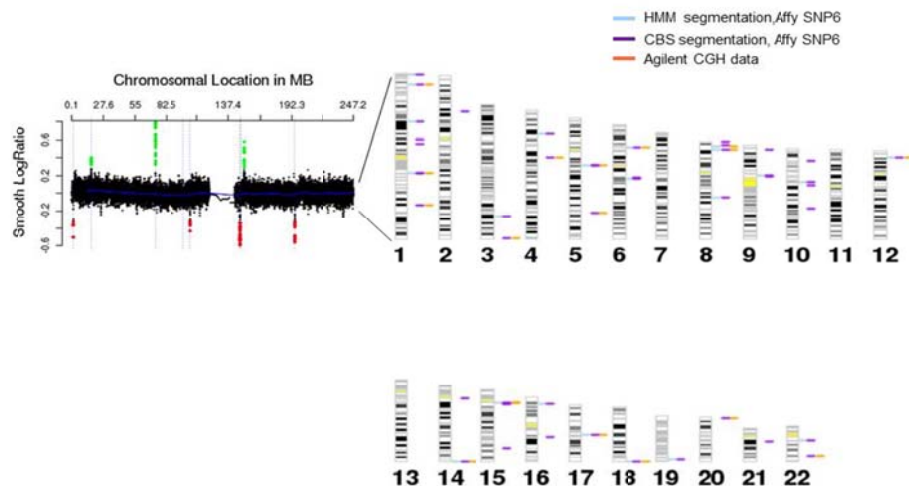 HMM segmentation, Affy SNP6
CBS segmentation, Affy SNP6
Agilent CGH data
Chromosomal Location in MB
0.1 27.6 55 82.5 137.4 192.3 247.2
Smooth LogRatio
0.6
0.2
-0.2
-0.6
1 2 3 4 5 6 7 8 9 10 11 12
13 14 15 16 17 18 19 20 21 22